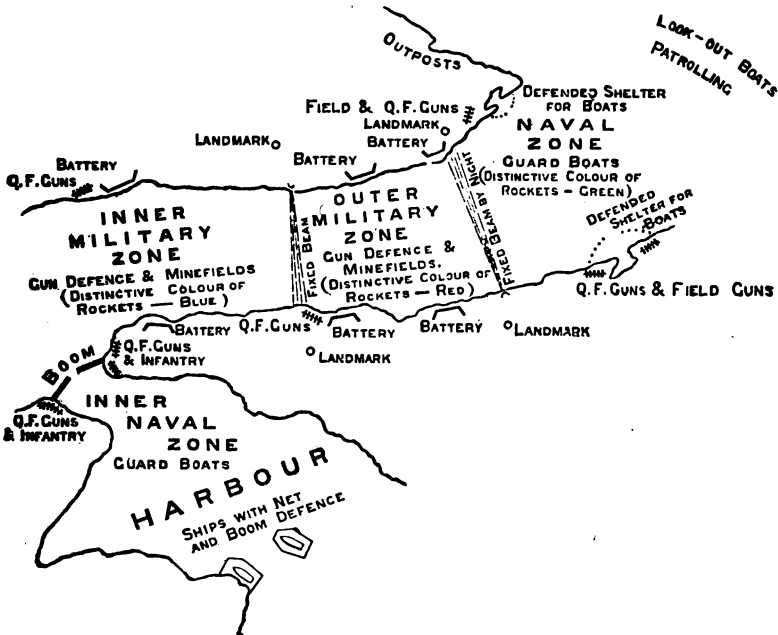 OUTPOSTS
LOOK-OUT BOATS
PATROLLING
DEFENDED SHELTER
FOR BOATS
FIELD & Q.F. GUNS
LANDMARK
BATTERY
NAVAL
ZONE
GUARD BOATS
(DISTINCTIVE COLOUR OF
ROCKETS - GREEN)
LANDMARK
BATTERY
BATTERY
Q.F. GUNS
INNER
MILITARY
ZONE
GUN DEFENCE & MINEFIELDS
(DISTINCTIVE COLOUR OF
ROCKETS — BLUE)
FIXED BEAM
OUTER
MILITARY
ZONE
GUN DEFENCE &
MINEFIELDS.
(DISTINCTIVE COLOUR OF
ROCKETS — RED)
FIXED BEAM BY NIGHT
DEFENDED
SHELTER FOR
BOATS
Q.F. GUNS & FIELD GUNS
BATTERY
Q.F. GUNS
BATTERY
BATTERY
LANDMARK
LANDMARK
Q.F. GUNS
& INFANTRY
BOOM
Q.F. GUNS
& INFANTRY
INNER
NAVAL
ZONE
GUARD BOATS
HARBOUR
SHIPS WITH NET
AND BOOM DEFENCE